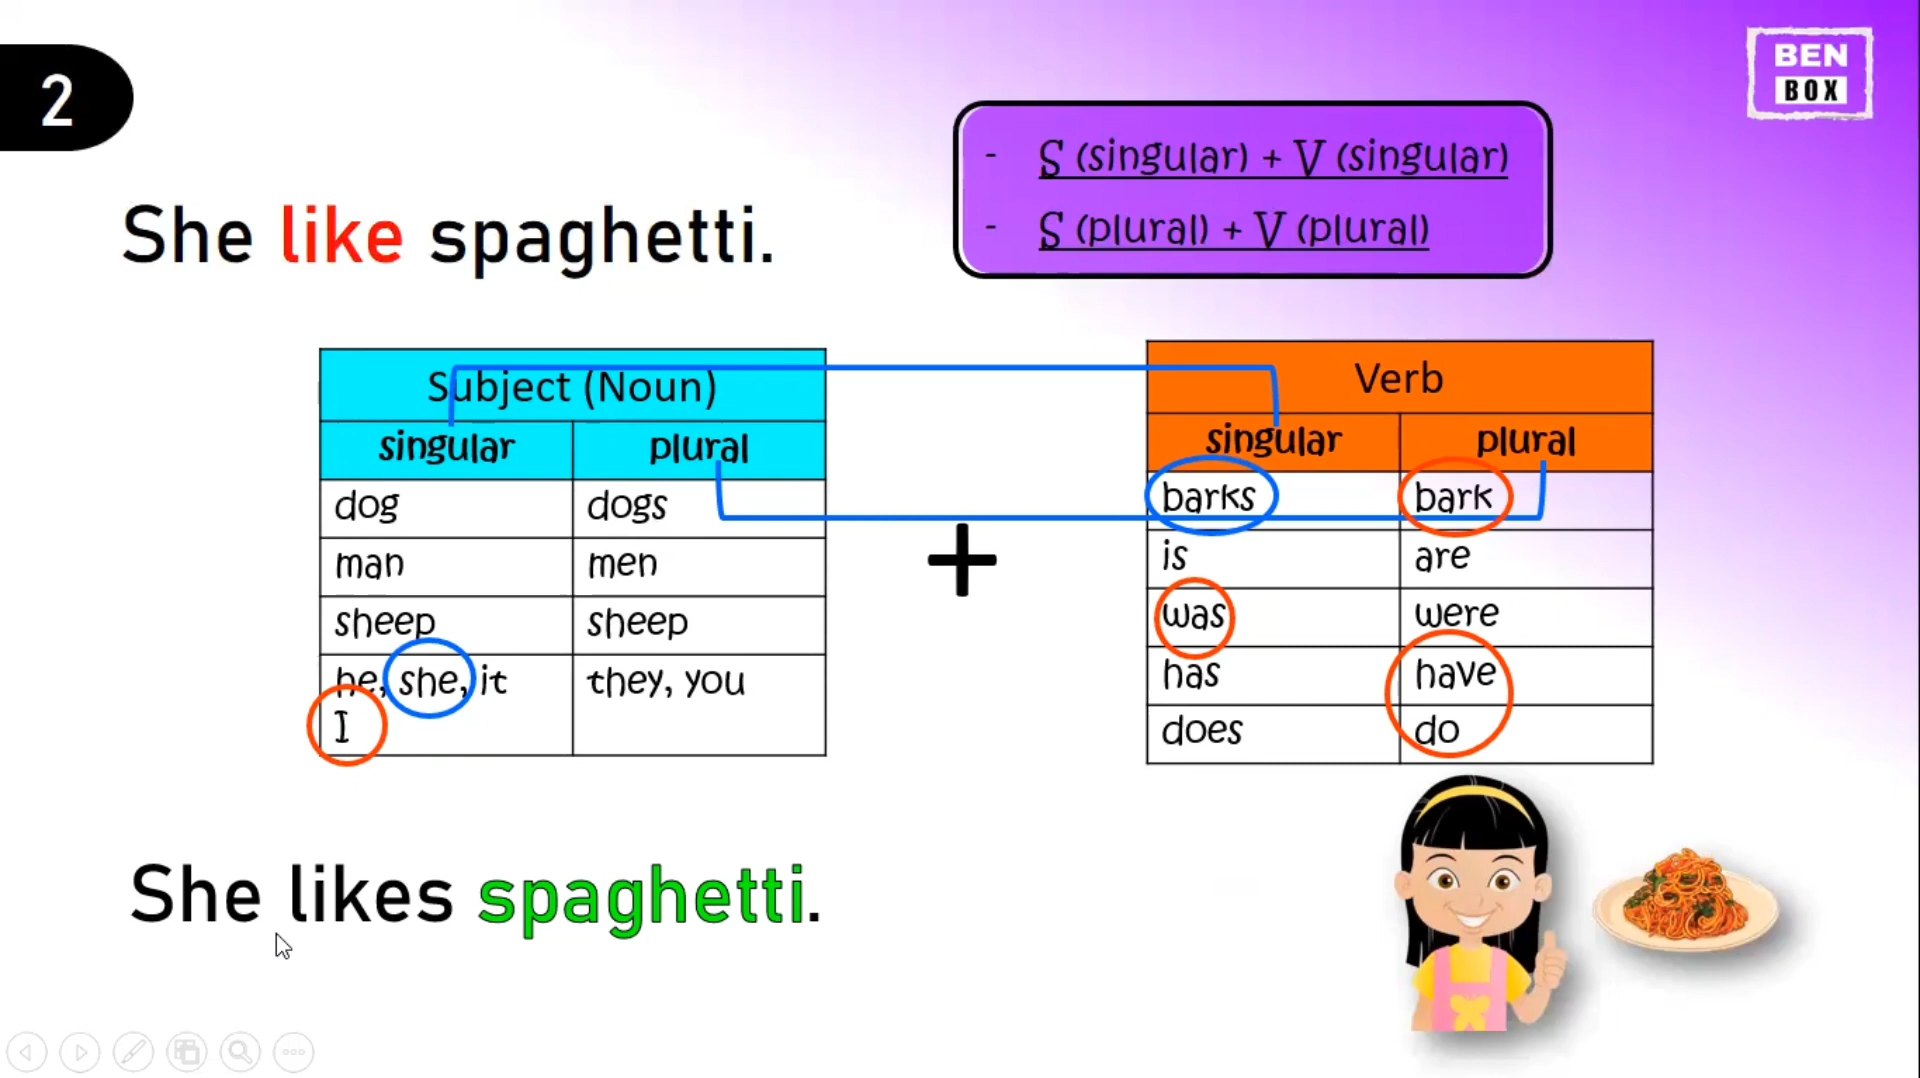 BEN
BOX
2
- S (singular) + V (singular)
- S (plural) + V (plural)
She like spaghetti.
Subject (Noun)
singular plural
dog dogs
man men
sheep sheep
he, she, it they, you
I
+
Verb
singular plural
barks bark
is are
was were
has have
does do
She likes spaghetti.